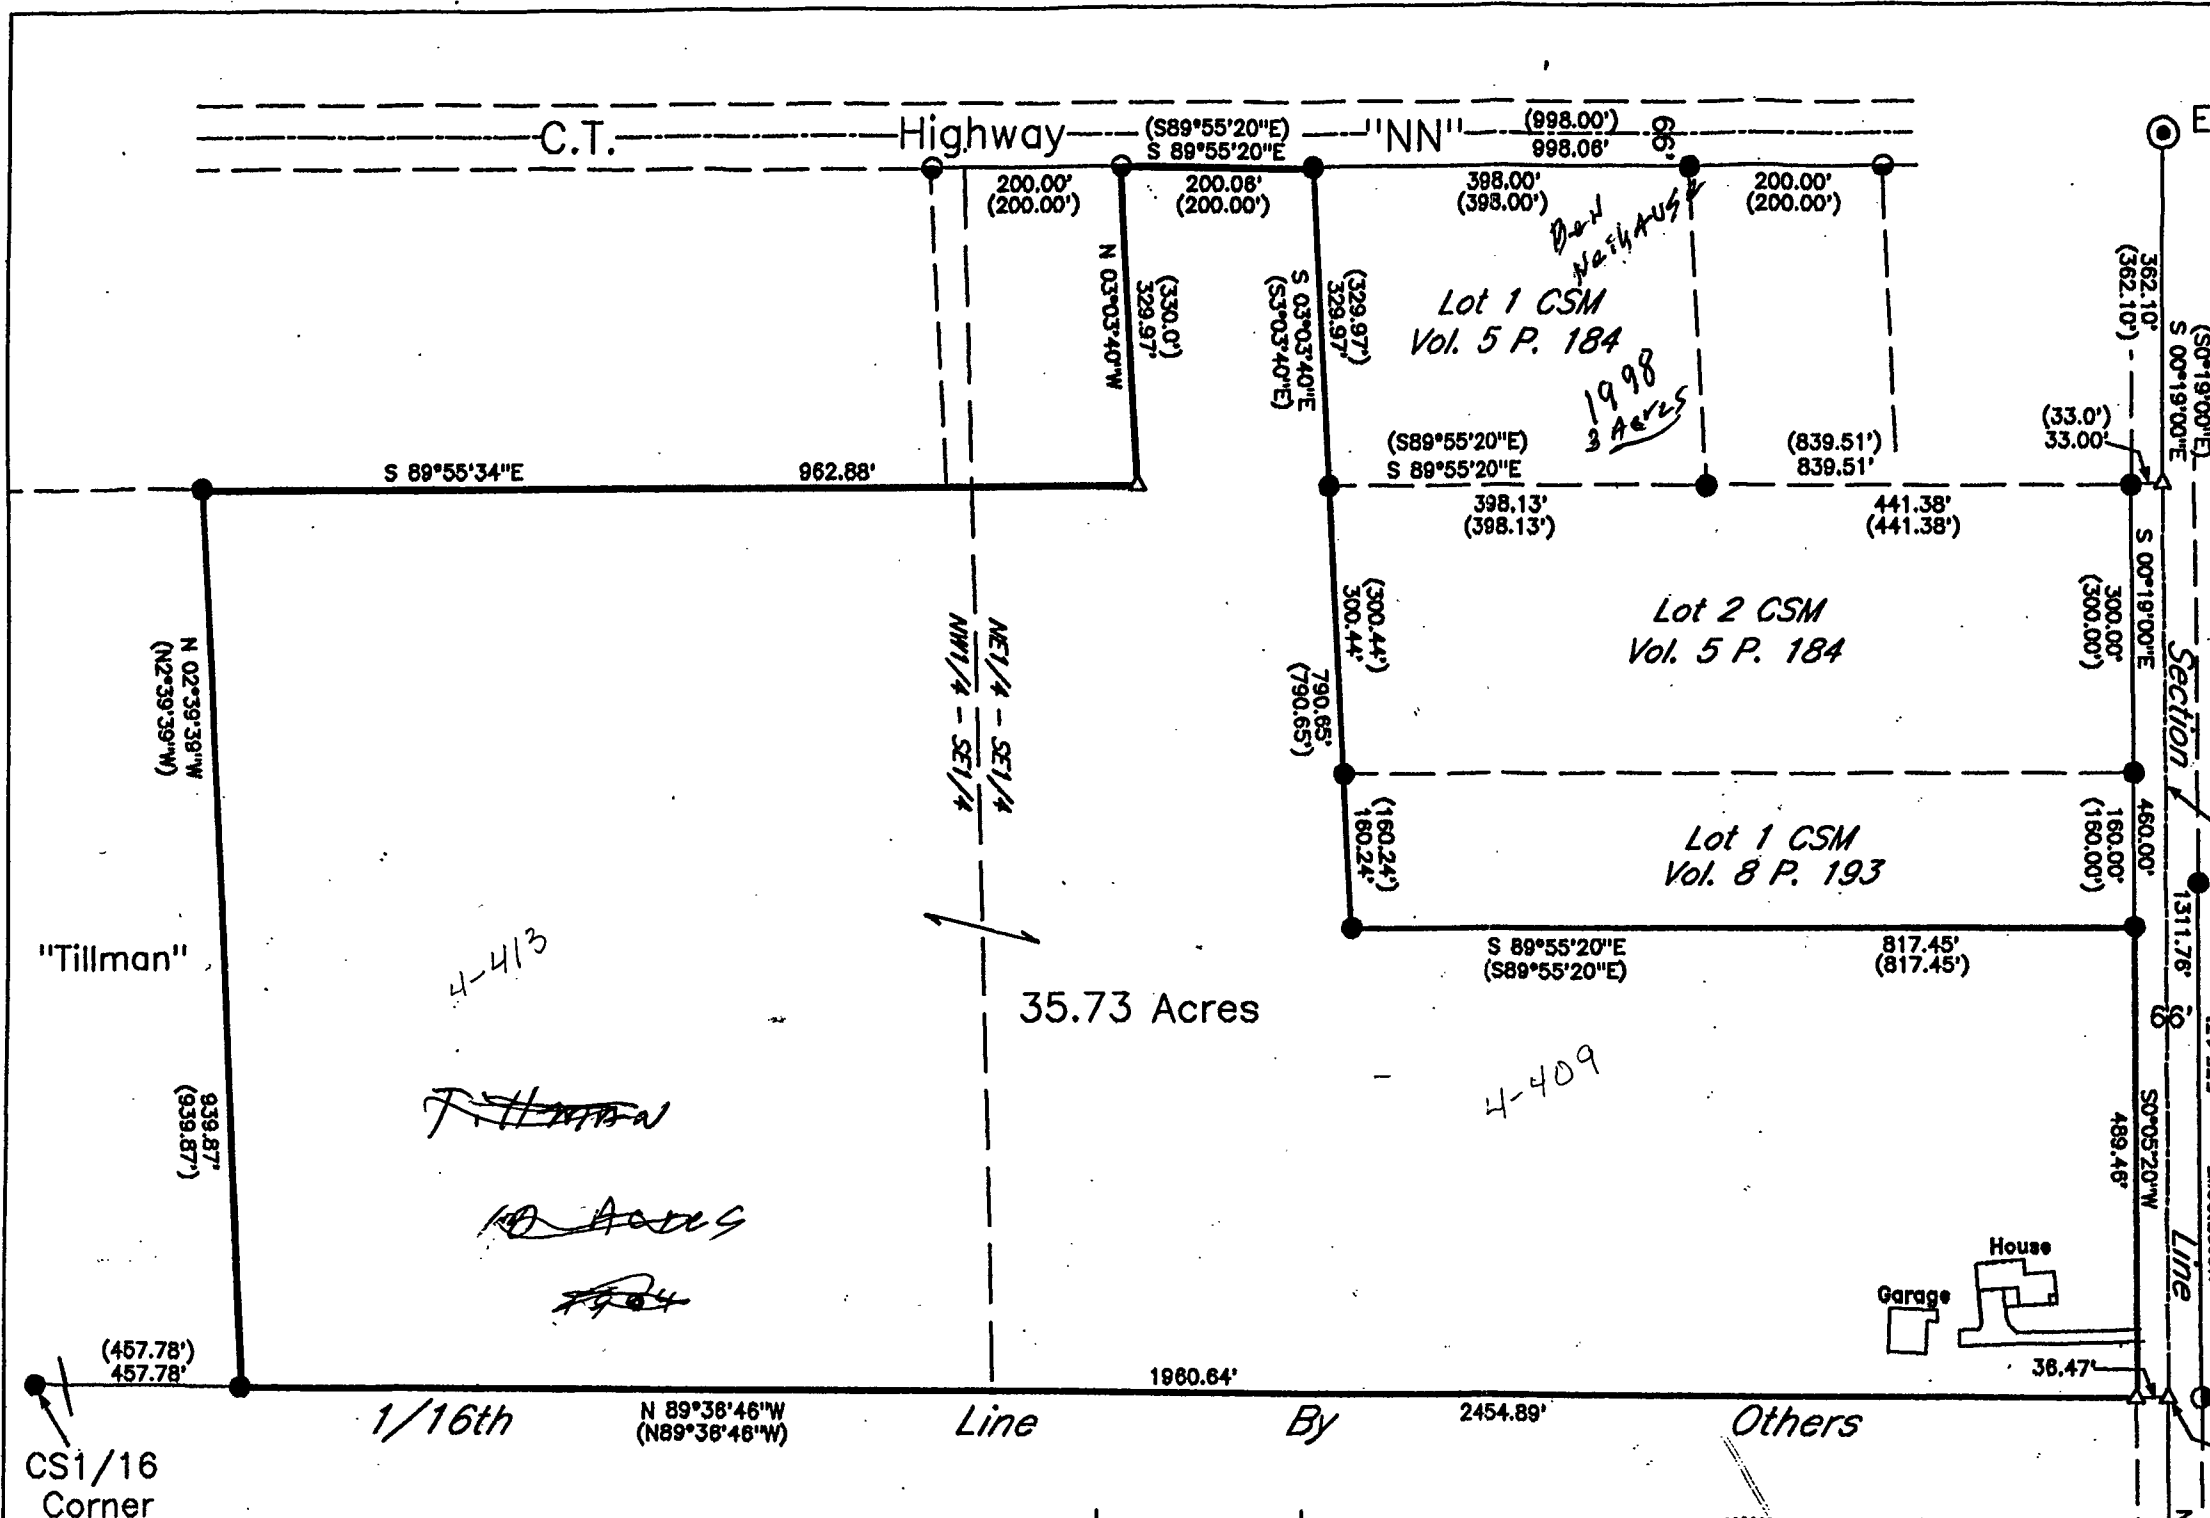 C.T. Highway "NN"
(S89°55'20"E)
S 89°55'20"E
(998.00')
998.06'
66'
E
200.00'
(200.00')
200.06'
(200.00')
398.00'
(398.00')
200.00'
(200.00')
Ben
N 03°03'40"W
(330.0')
329.97'
S 03°03'40"E
(S3°03'40"E)
(329.97')
329.97'
Lot 1 CSM
Vol. 5 P. 184
1998
3 Acres
362.10'
(362.10')
(S0°19'00"E)
S 00°19'00"E
(33.0')
33.00'
S 89°55'34"E
962.88'
(S89°55'20"E)
S 89°55'20"E
(839.51')
839.51'
398.13'
(398.13')
441.38'
(441.38')
N 02°39'39"W
(N2°39'39"W)
NE1/4 - SE1/4
NW1/4 - SE1/4
(300.44')
300.44'
790.65'
(790.65')
Lot 2 CSM
Vol. 5 P. 184
S 00°19'00"E
300.00'
(300.00')
Section
(160.24')
160.24'
Lot 1 CSM
Vol. 8 P. 193
460.00'
160.00'
(160.00')
1311.76'
"Tillman"
4-413
S 89°55'20"E
(S89°55'20"E)
817.45'
(817.45')
35.73 Acres
66'
4-409
939.87'
(939.87')
Tillman
S0°05'20"W
489.46'
Acres
House
Garage
Line
(457.78')
457.78'
1960.64'
36.47'
1/16th Line By Others
N 89°36'46"W
(N89°36'46"W)
2454.89'
CS1/16
Corner